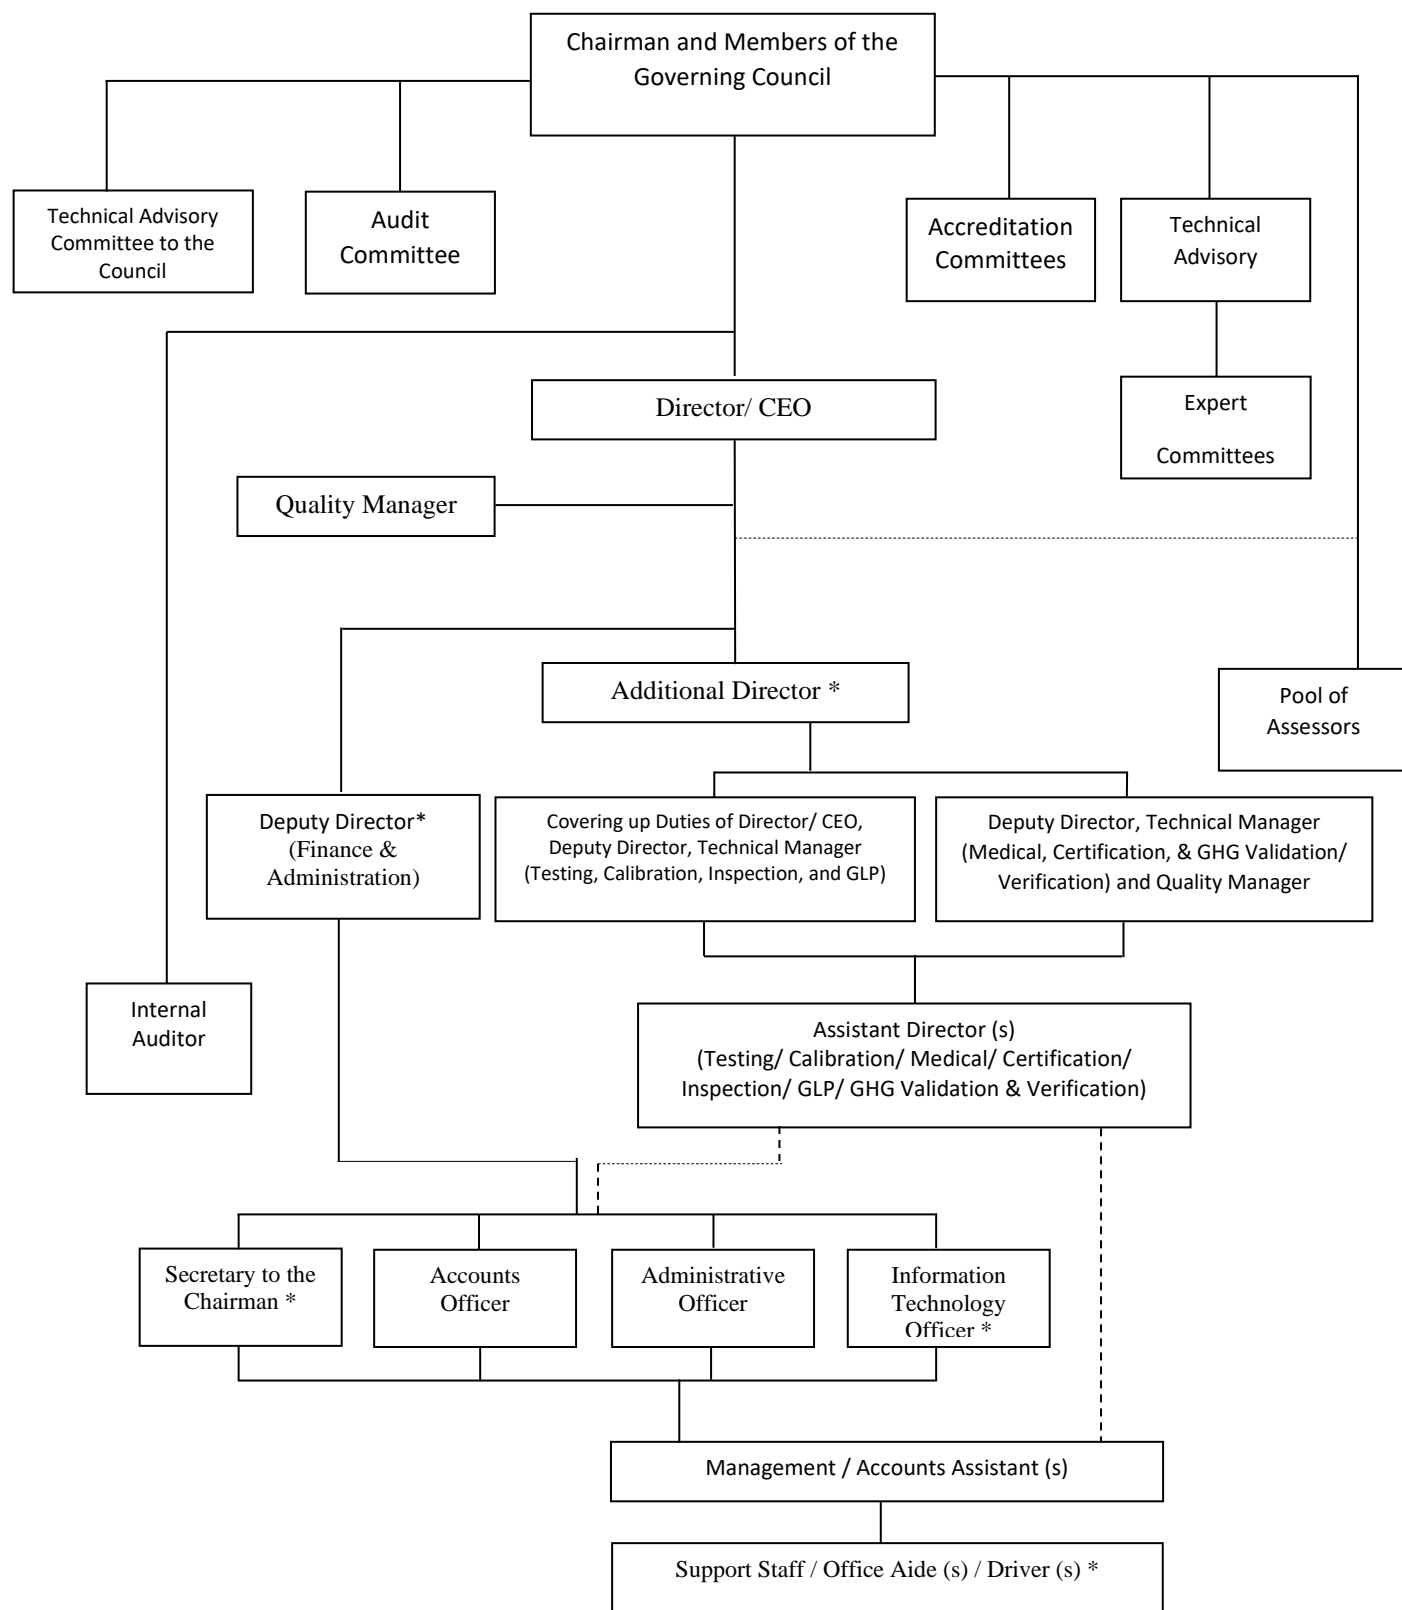 Chairman and Members of the
Governing Council
Technical Advisory
Committee to the
Council
Audit
Committee
Accreditation
Committees
Technical
Advisory
Director/ CEO
Expert
Committees
Quality Manager
Additional Director *
Pool of
Assessors
Deputy Director*
(Finance &
Administration)
Covering up Duties of Director/ CEO,
Deputy Director, Technical Manager
(Testing, Calibration, Inspection, and GLP)
Deputy Director, Technical Manager
(Medical, Certification, & GHG Validation/
Verification) and Quality Manager
Internal
Auditor
Assistant Director (s)
(Testing/ Calibration/ Medical/ Certification/
Inspection/ GLP/ GHG Validation & Verification)
Secretary to the
Chairman *
Accounts
Officer
Administrative
Officer
Information
Technology
Officer *
Management / Accounts Assistant (s)
Support Staff / Office Aide (s) / Driver (s) *